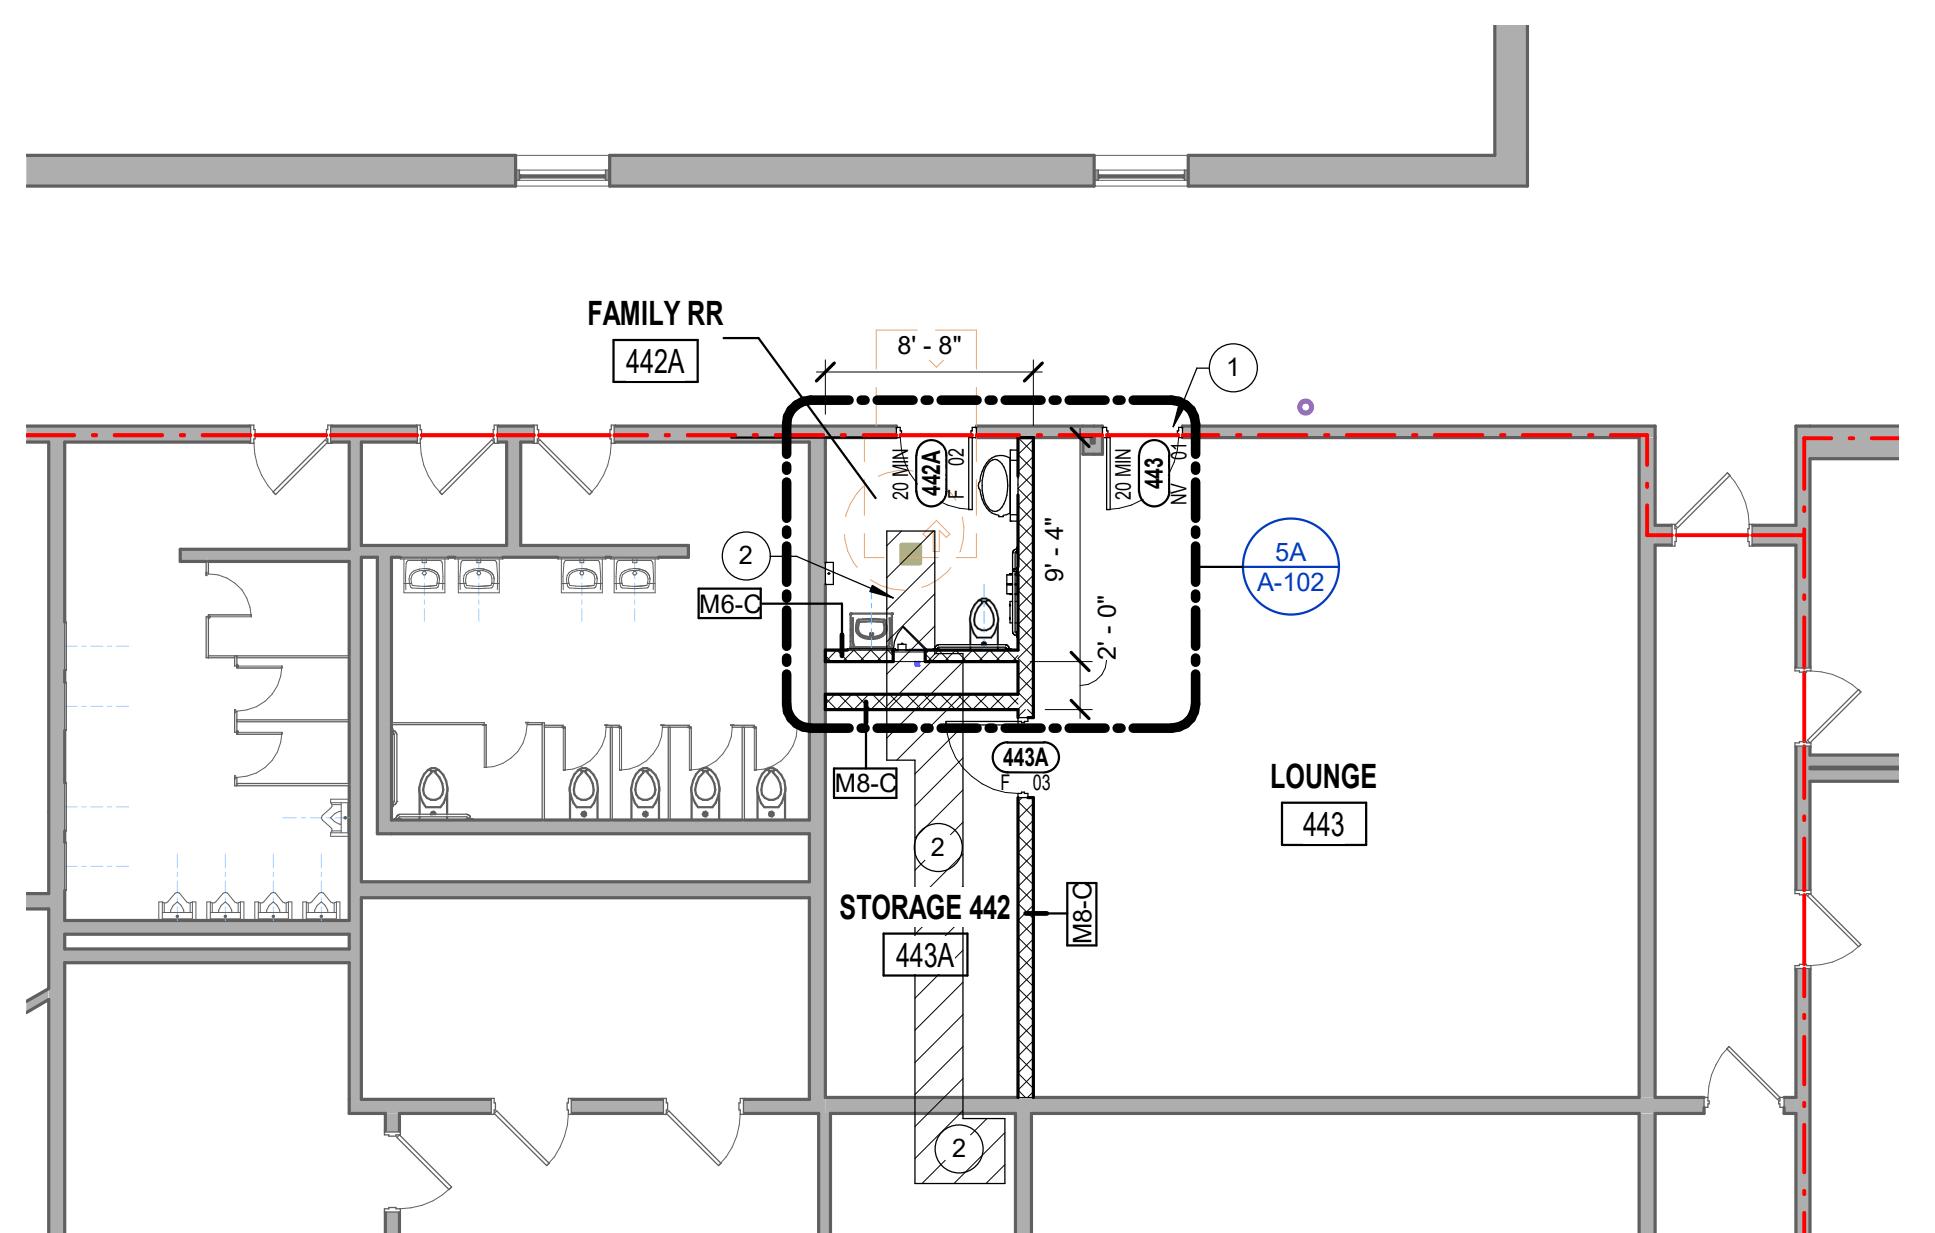 FAMILY RR
442A
8' - 8"
1
20 MIN
442A
F 02
20 MIN
443
NV 01
2
9' - 4"
5A
A-102
M6-C
2' - 0"
443A
F 03
M8-C
LOUNGE
443
2
STORAGE 442
443A
M8-C
2